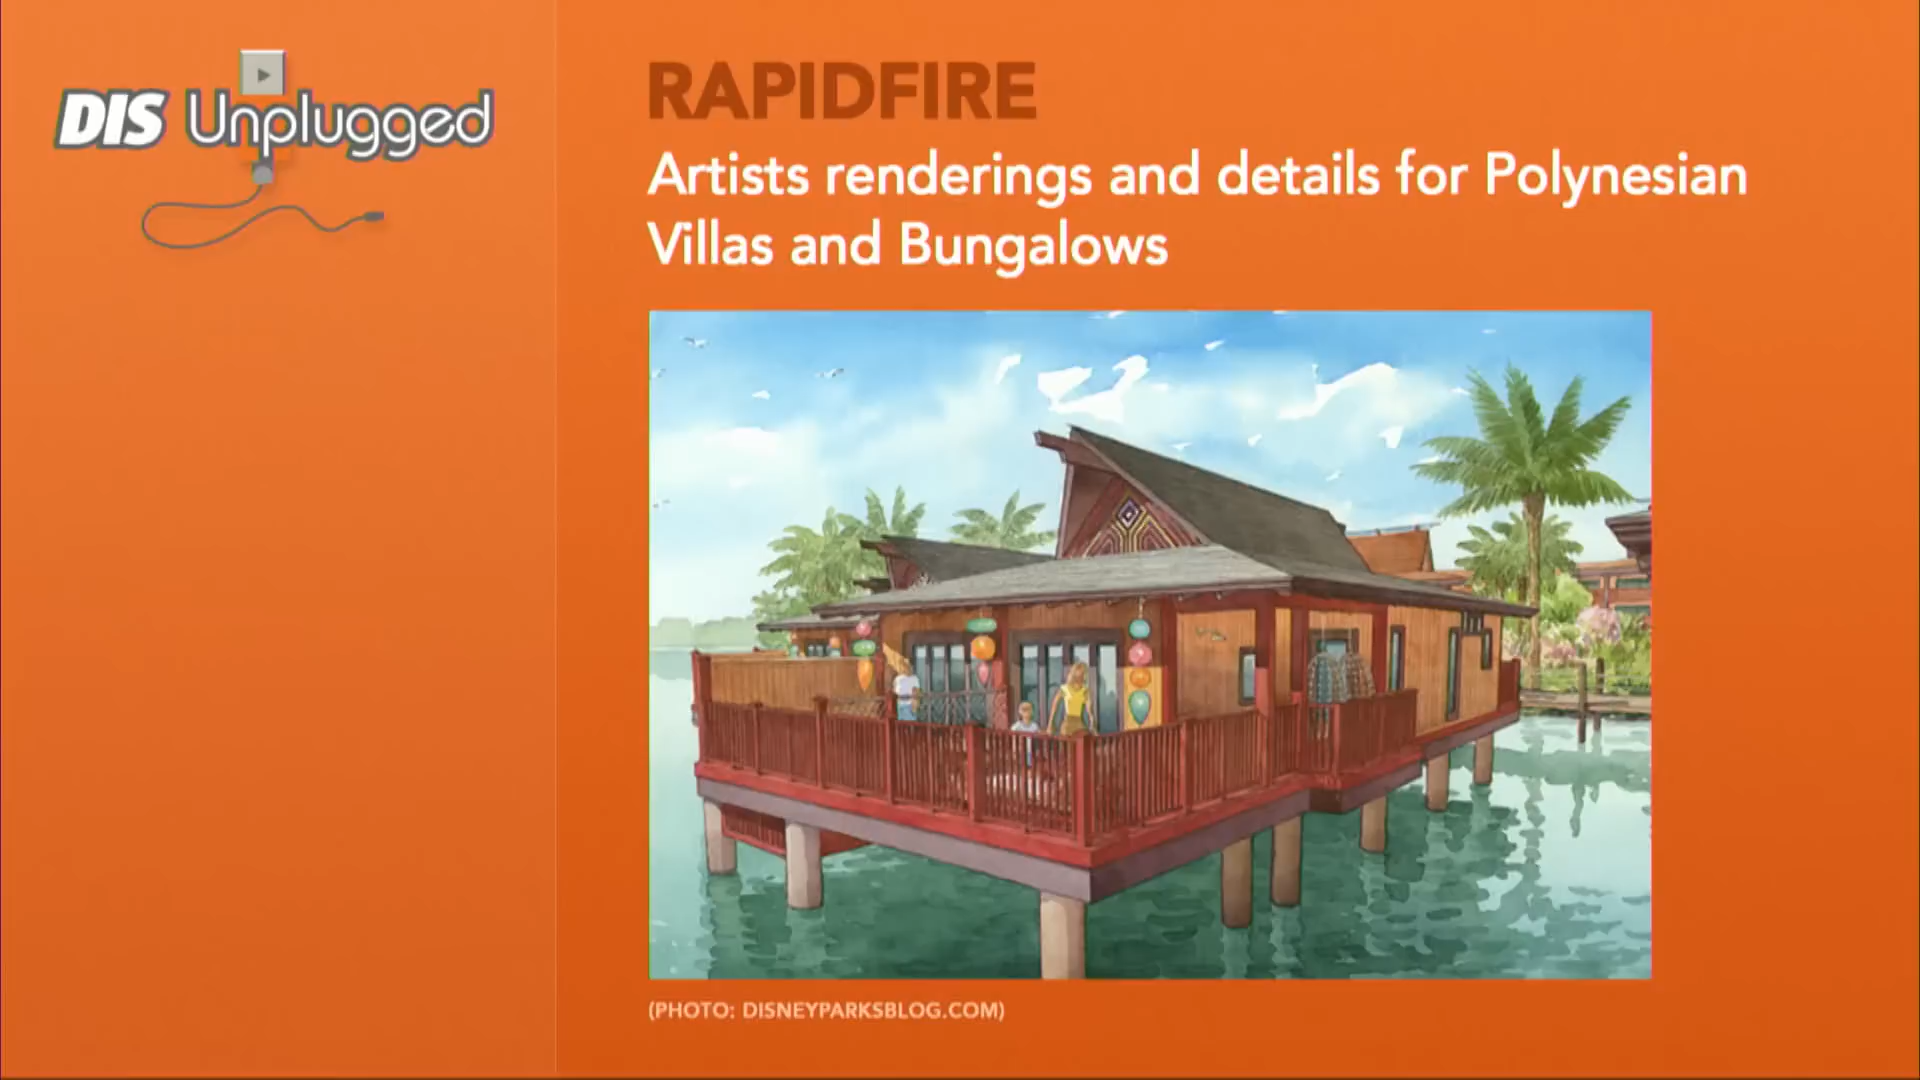 DIS Unplugged
RAPIDFIRE
Artists renderings and details for Polynesian
Villas and Bungalows
(PHOTO: DISNEYPARKSBLOG.COM)